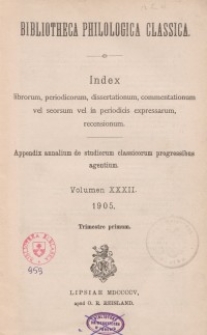 BIBLIOTHECA PHILOLOGICA CLASSICA.
Index
librorum, periodicorum, dissertationum, commentationum
vel seorsum vel in periodicis expressarum,
recensionum.
Appendix annalium de studiorum classicorum progressibus
agentium.
Volumen XXXII.
1905.
Trimestre primum.
959
LIPSIAE MDCCCCV
apud O. R. REISLAND.